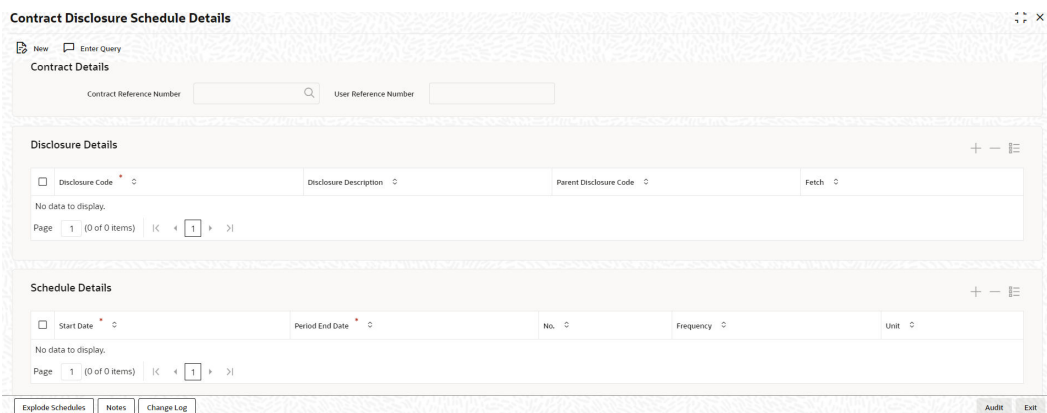 Contract Disclosure Schedule Details
New Enter Query
Contract Details
Contract Reference Number User Reference Number
Disclosure Details
Disclosure Code * Disclosure Description Parent Disclosure Code Fetch
No data to display.
Page 1 (0 of 0 items) 1
Schedule Details
Start Date * Period End Date * No. Frequency Unit
No data to display.
Page 1 (0 of 0 items) 1
Explode Schedules Notes Change Log Audit Exit